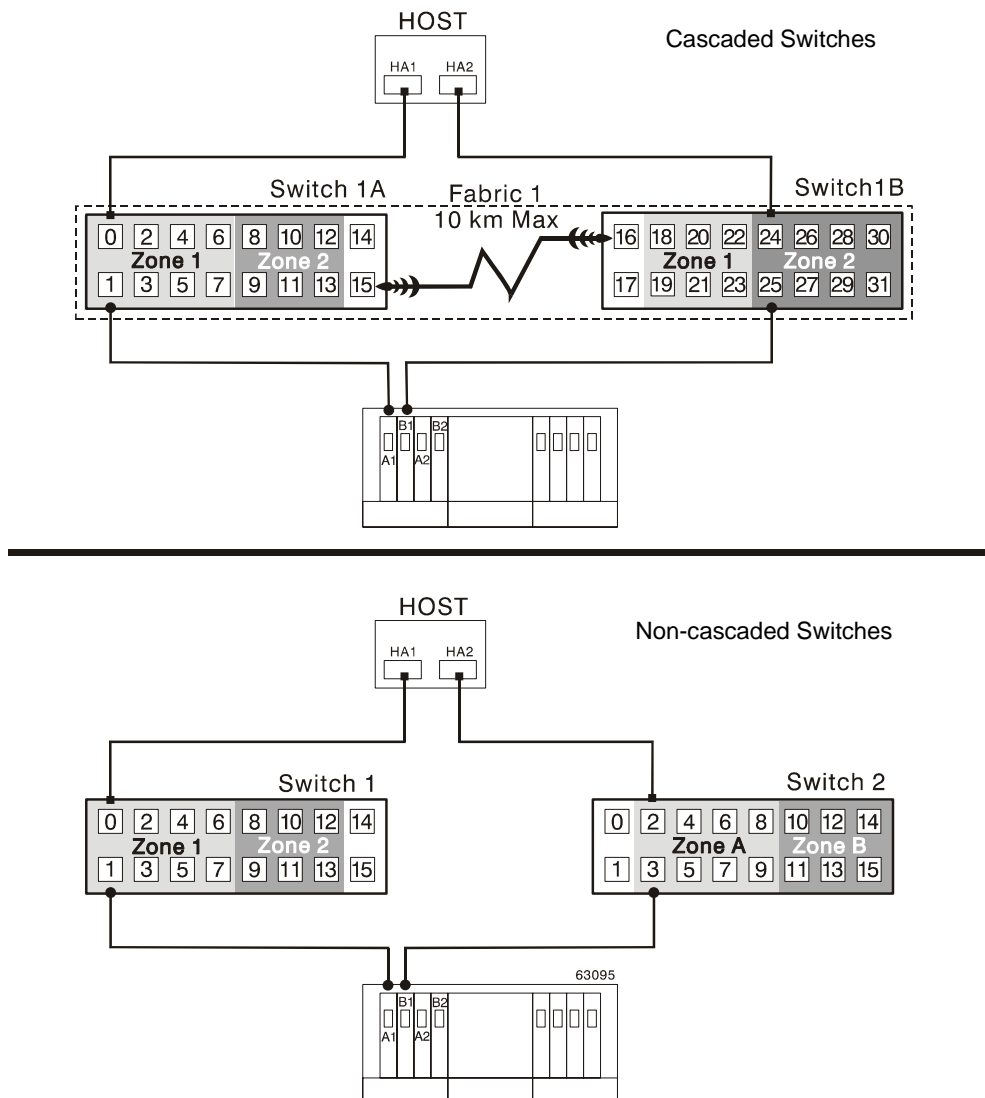 HOST
Cascaded Switches
HA1 HA2
Switch 1A
Fabric 1
10 km Max
Switch1B
0 2 4 6 8 10 12 14
Zone 1 Zone 2
1 3 5 7 9 11 13 15
16 18 20 22 24 26 28 30
Zone 1 Zone 2
17 19 21 23 25 27 29 31
B1 B2
A1 A2
HOST
Non-cascaded Switches
HA1 HA2
Switch 1
Switch 2
0 2 4 6 8 10 12 14
Zone 1 Zone 2
1 3 5 7 9 11 13 15
0 2 4 6 8 10 12 14
Zone A Zone B
1 3 5 7 9 11 13 15
63095
B1 B2
A1 A2